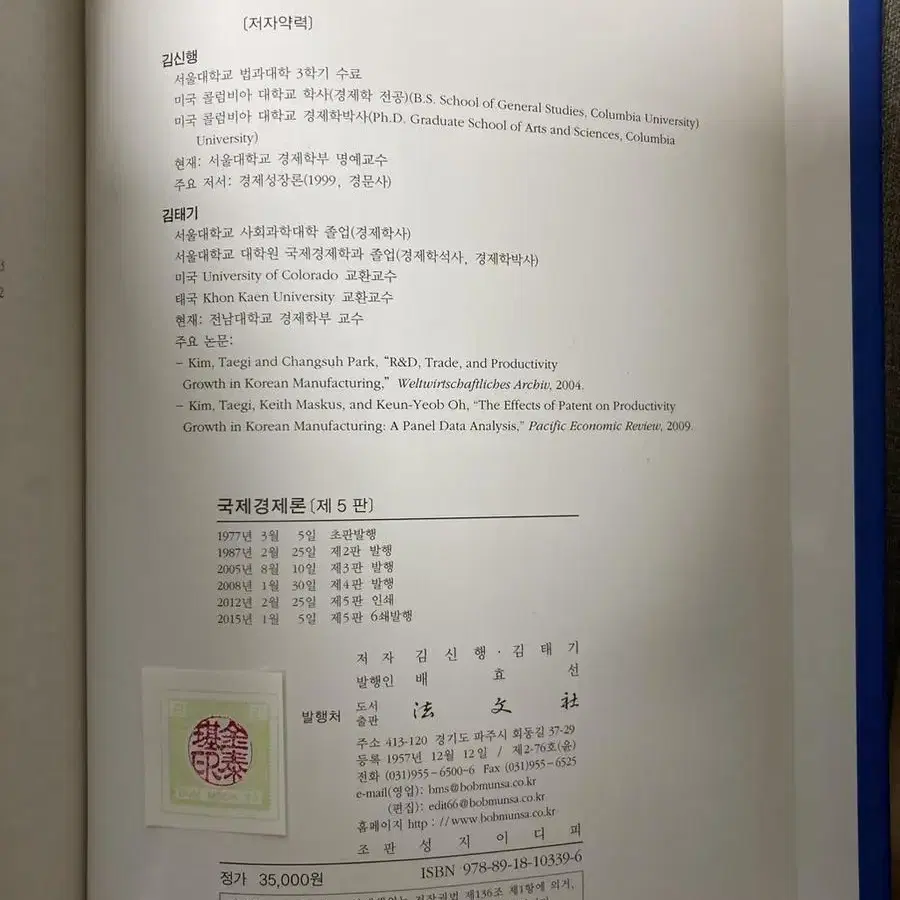 〔저자약력〕
김신행
서울대학교 법과대학 3학기 수료
미국 콜럼비아 대학교 학사(경제학 전공)(B.S. School of General Studies, Columbia University)
미국 콜럼비아 대학교 경제학박사(Ph.D. Graduate School of Arts and Sciences, Columbia
University)
현재: 서울대학교 경제학부 명예교수
주요 저서: 경제성장론(1999, 경문사)
김태기
서울대학교 사회과학대학 졸업(경제학사)
서울대학교 대학원 국제경제학과 졸업(경제학석사, 경제학박사)
미국 University of Colorado 교환교수
태국 Khon Kaen University 교환교수
현재: 전남대학교 경제학부 교수
주요 논문:
– Kim, Taegi and Changsuh Park, "R&D, Trade, and Productivity
Growth in Korean Manufacturing," Weltwirtschaftliches Archiv, 2004.
– Kim, Taegi, Keith Maskus, and Keun-Yeob Oh, "The Effects of Patent on Productivity
Growth in Korean Manufacturing: A Panel Data Analysis," Pacific Economic Review, 2009.
국제경제론〔제 5 판〕
1977년 3월 5일 초판발행
1987년 2월 25일 제2판 발행
2005년 8월 10일 제3판 발행
2008년 1월 30일 제4판 발행
2012년 2월 25일 제5판 인쇄
2015년 1월 5일 제5판 6쇄발행
저 자 김 신 행 · 김 태 기
발행인 배 효 선
발행처 도서출판 法 文 社
주소 413-120 경기도 파주시 회동길 37-29
등록 1957년 12월 12일 / 제2-76호(윤)
전화 (031)955-6500~6 Fax (031)955-6525
e-mail(영업): bms@bobmunsa.co.kr
(편집): edit66@bobmunsa.co.kr
홈페이지 http://www.bobmunsa.co.kr
조 판 성 지 이 디 피
金泰基印
정가 35,000원 ISBN 978-89-18-10339-6
저작권법 제136조 제1항에 의거,